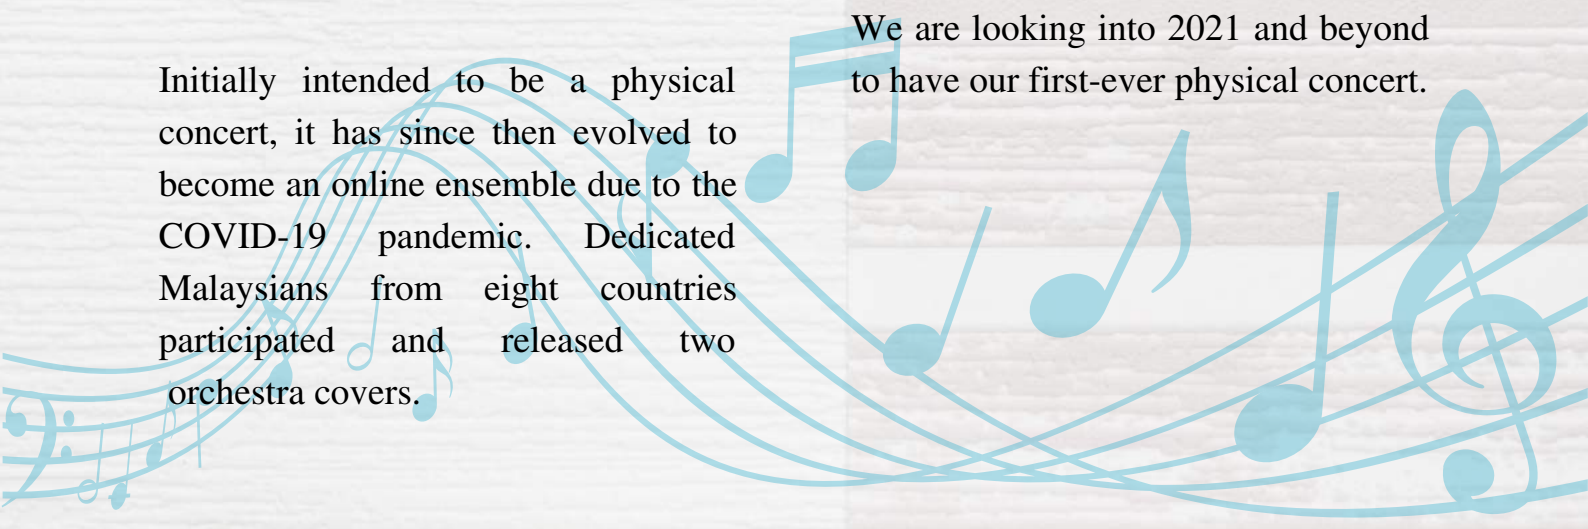 Initially intended to be a physical
concert, it has since then evolved to
become an online ensemble due to the
COVID-19 pandemic. Dedicated
Malaysians from eight countries
participated and released two
orchestra covers.
We are looking into 2021 and beyond
to have our first-ever physical concert.